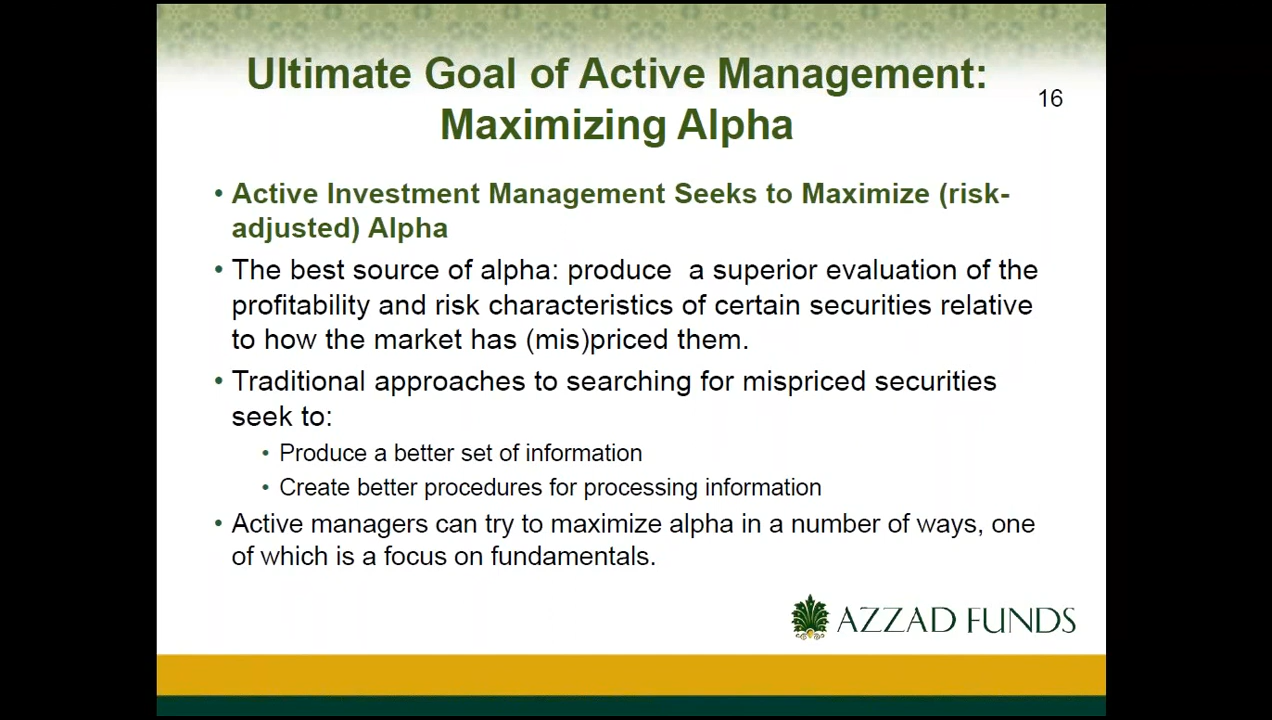 Ultimate Goal of Active Management:
Maximizing Alpha
16
• Active Investment Management Seeks to Maximize (risk-
adjusted) Alpha
• The best source of alpha: produce  a superior evaluation of the
profitability and risk characteristics of certain securities relative
to how the market has (mis)priced them.
• Traditional approaches to searching for mispriced securities
seek to:
• Produce a better set of information
• Create better procedures for processing information
• Active managers can try to maximize alpha in a number of ways, one
of which is a focus on fundamentals.
AZZAD FUNDS